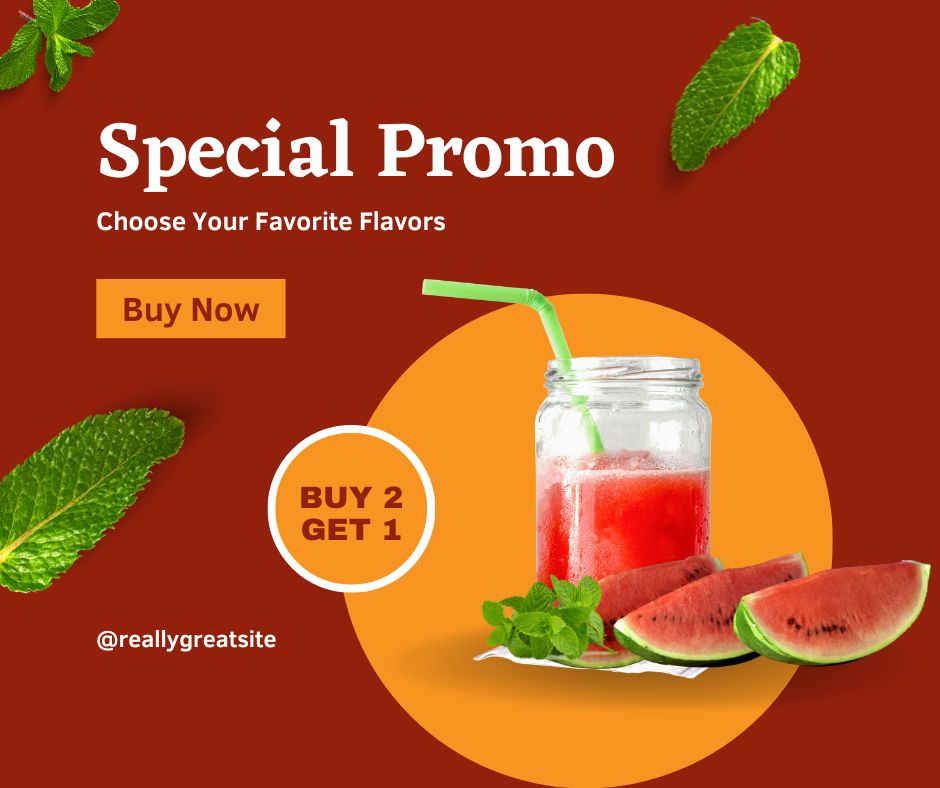 Special Promo
Choose Your Favorite Flavors
Buy Now
BUY 2
GET 1
@reallygreatsite